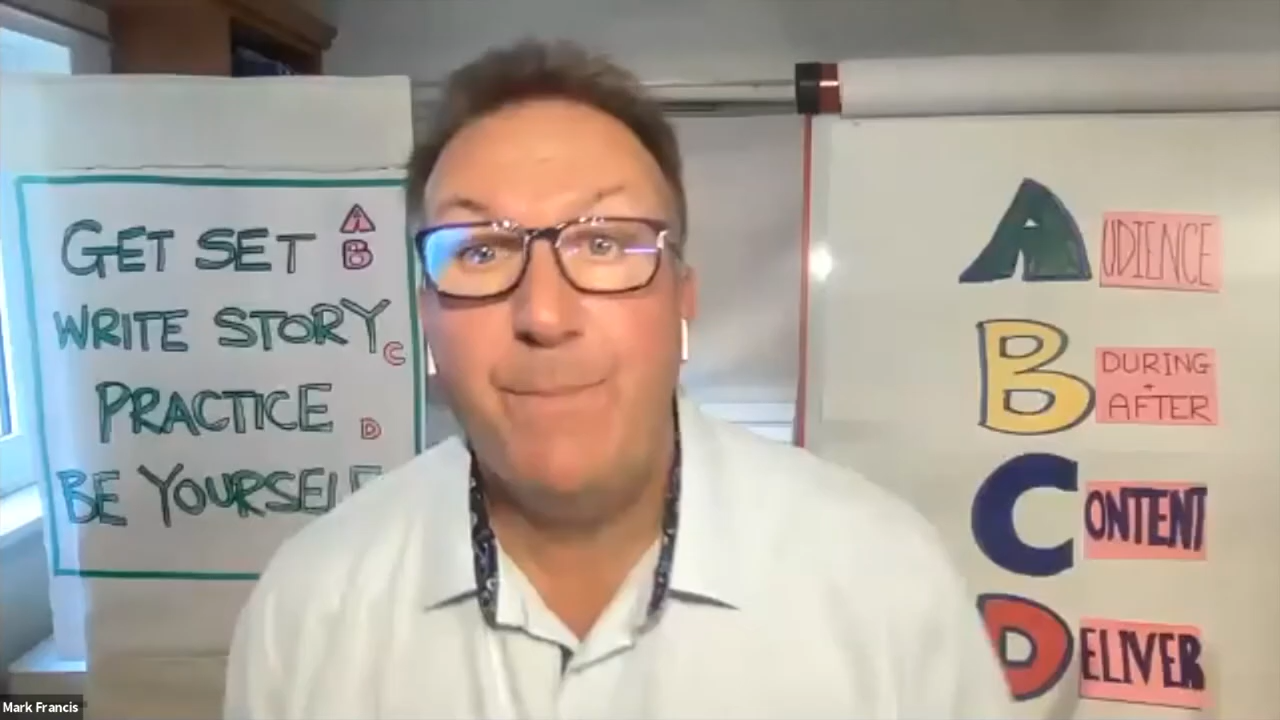 GET SET A
B
WRITE STORY C
PRACTICE D
BE YOURSELF
AUDIENCE
B DURING
+
AFTER
CONTENT
DELIVER
Mark Francis